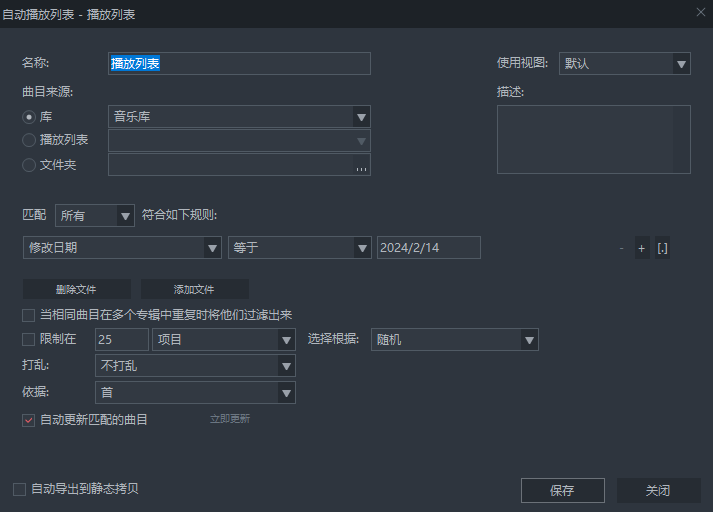 自动播放列表 - 播放列表
名称: 播放列表 使用视图: 默认
曲目来源: 描述:
库 音乐库
播放列表
文件夹 ...
匹配 所有 符合如下规则:
修改日期 等于 2024/2/14 - + [.]
删除文件 添加文件
当相同曲目在多个专辑中重复时将他们过滤出来
限制在 25 项目 选择根据: 随机
打乱: 不打乱
依据: 首
自动更新匹配的曲目 立即更新
自动导出到静态拷贝 保存 关闭